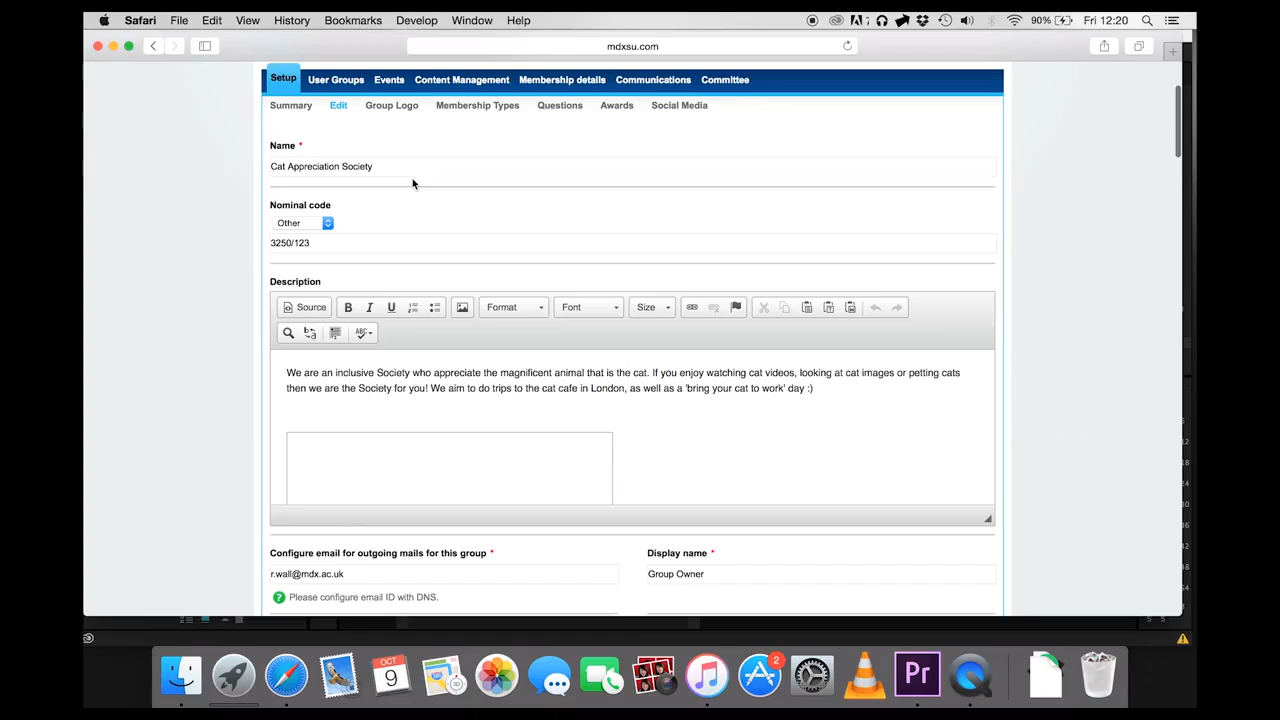 Safari File Edit View History Bookmarks Develop Window Help 90% Fri 12:20
mdxsu.com
Setup User Groups Events Content Management Membership details Communications Committee
Summary Edit Group Logo Membership Types Questions Awards Social Media
Name *
Cat Appreciation Society
Nominal code
Other
3250/123
Description
Source B I U Format Font Size
ABC
We are an inclusive Society who appreciate the magnificent animal that is the cat. If you enjoy watching cat videos, looking at cat images or petting cats
then we are the Society for you! We aim to do trips to the cat cafe in London, as well as a 'bring your cat to work' day :)
Configure email for outgoing mails for this group * Display name *
r.wall@mdx.ac.uk Group Owner
? Please configure email ID with DNS.
OCT
9
2
Pr